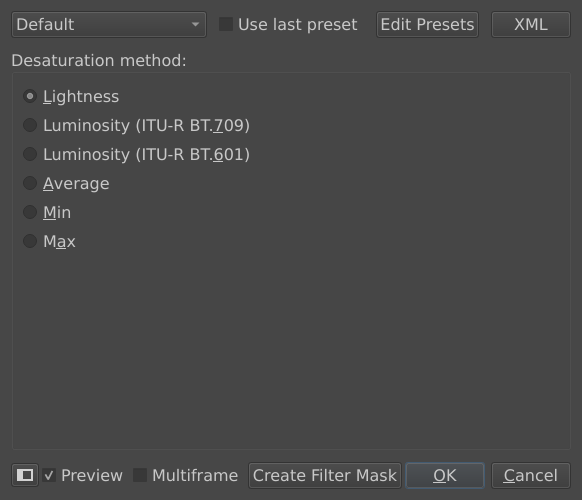 Default Use last preset Edit Presets XML
Desaturation method:
Lightness
Luminosity (ITU-R BT.709)
Luminosity (ITU-R BT.601)
Average
Min
Max
Preview Multiframe Create Filter Mask OK Cancel